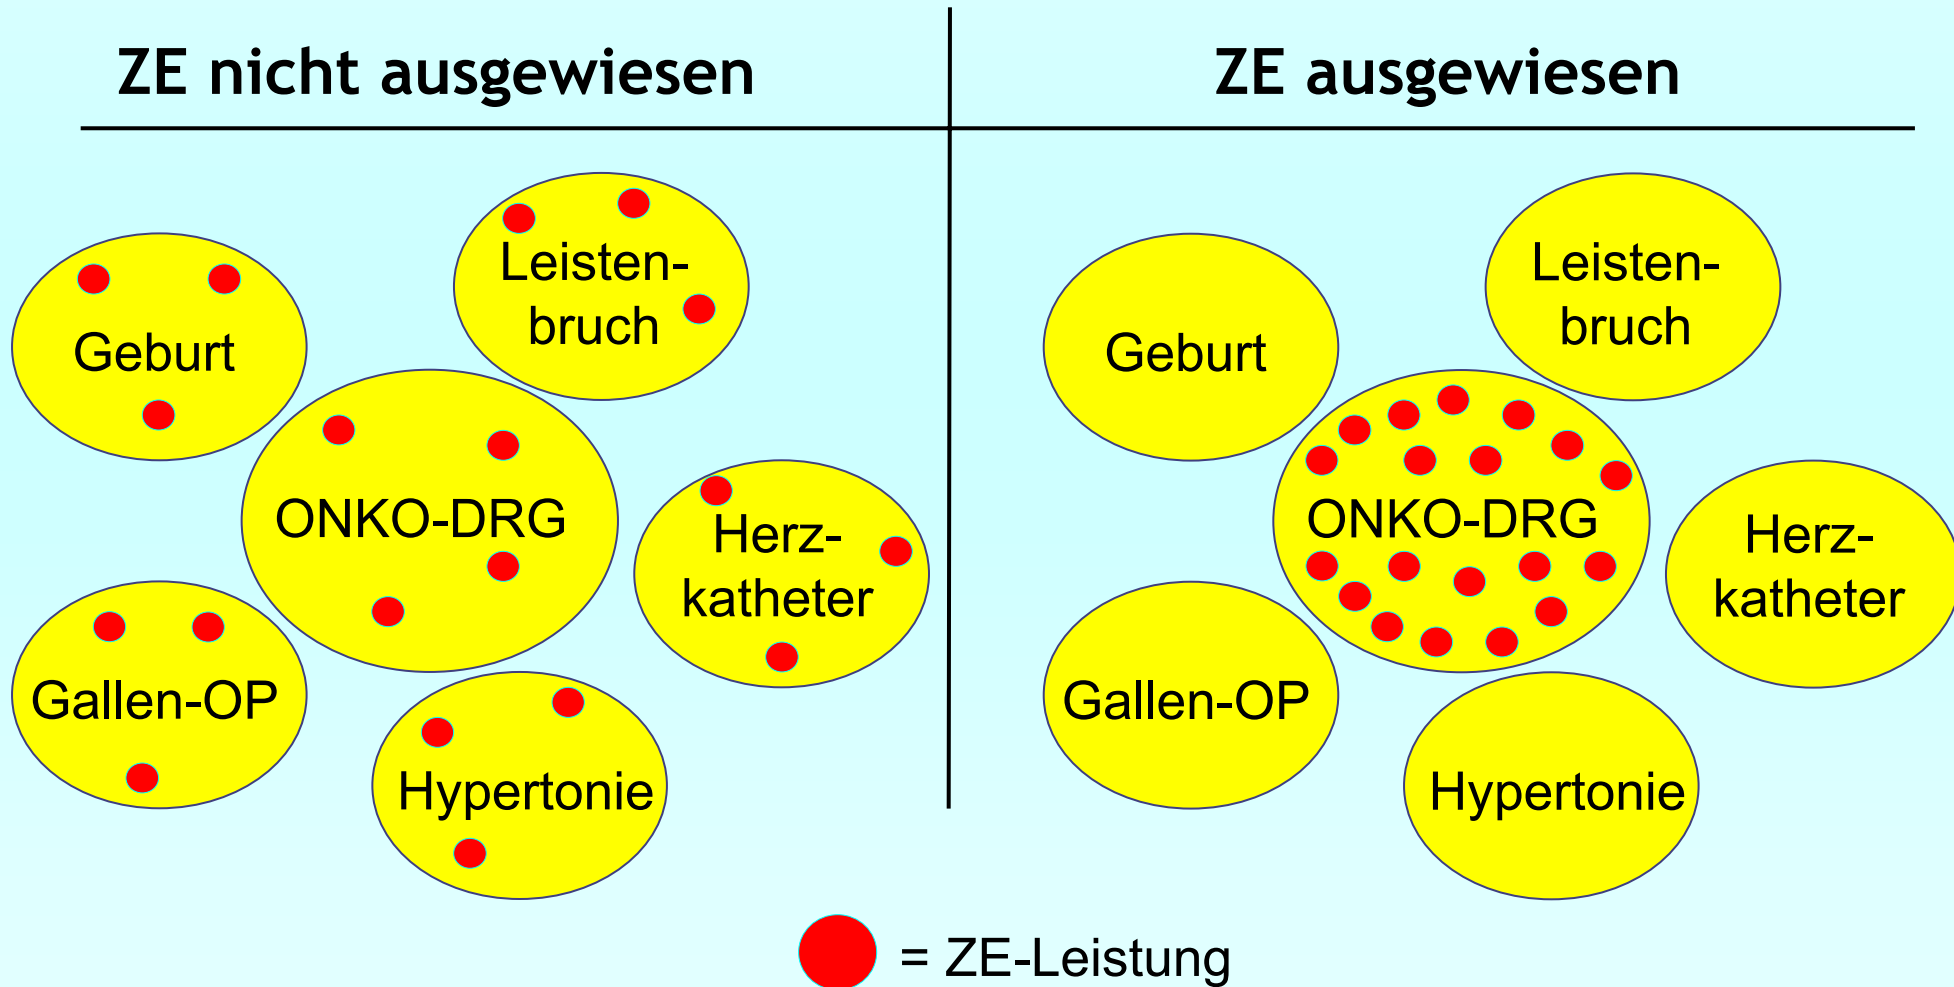 ZE nicht ausgewiesen
Leisten-
bruch
Geburt
ONKO-DRG
Herz-
katheter
Gallen-OP
Hypertonie
ZE ausgewiesen
Leisten-
bruch
Geburt
ONKO-DRG
Herz-
katheter
Gallen-OP
Hypertonie
= ZE-Leistung